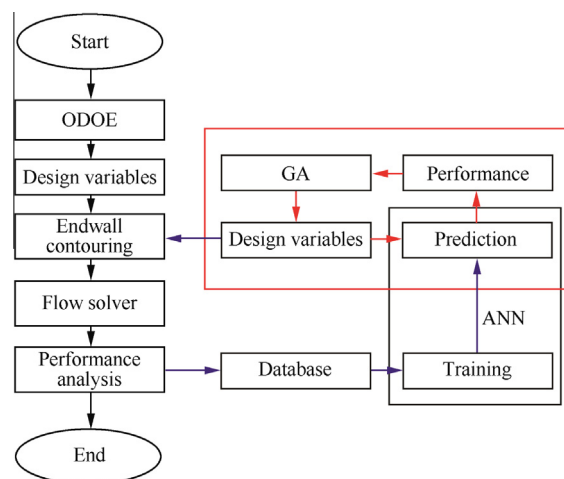 Start
ODOE
Design variables
Endwall
contouring
Flow solver
Performance
analysis
End
GA
Performance
Design variables
Prediction
ANN
Database
Training